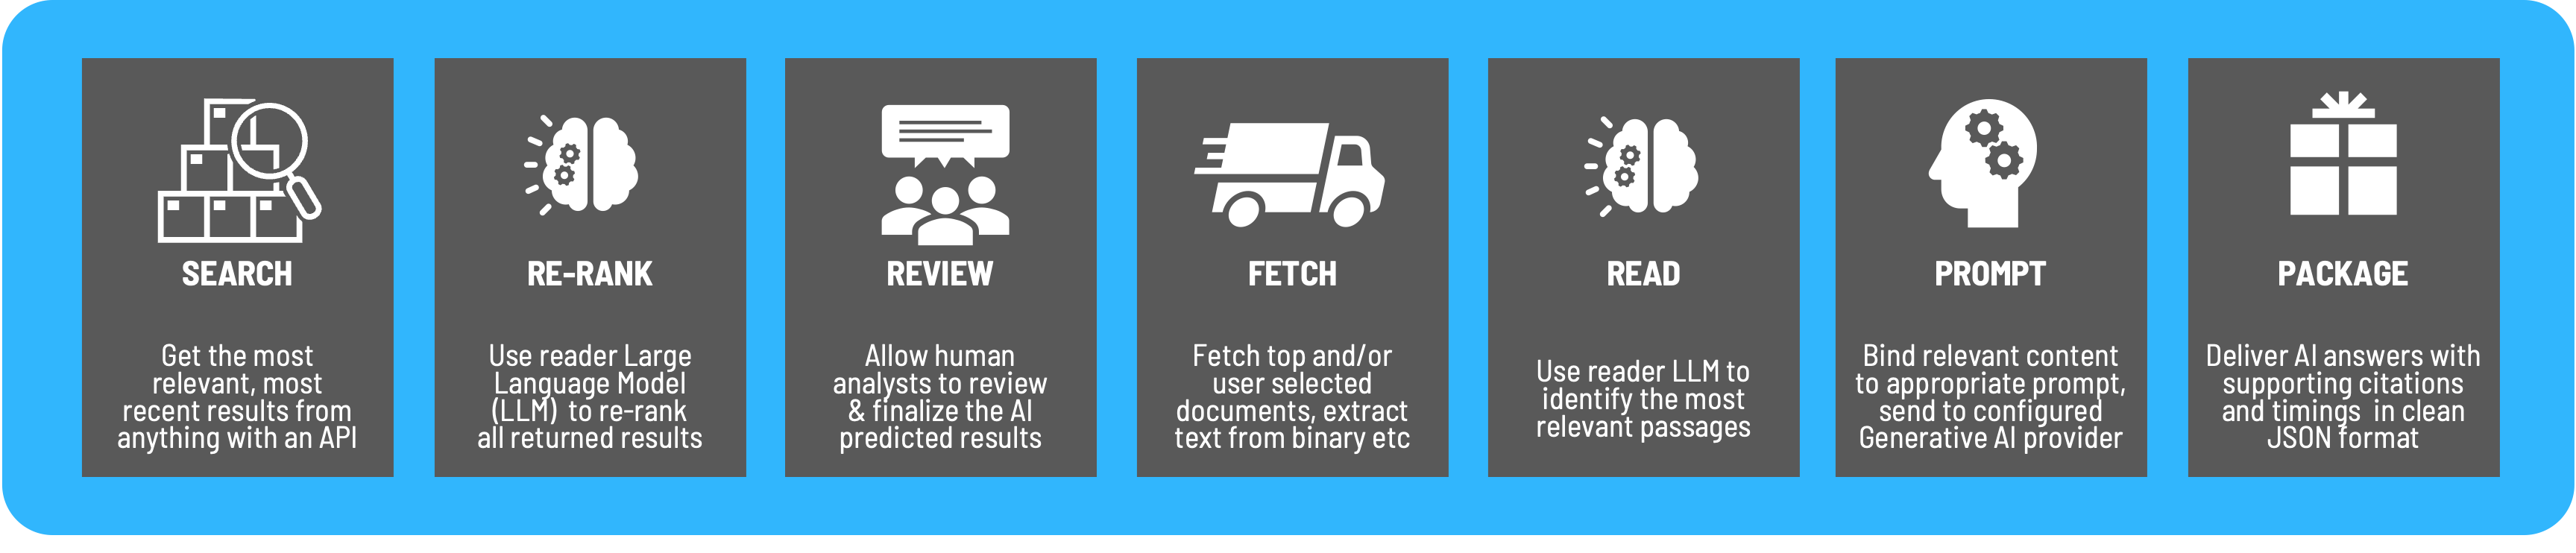 SEARCH
Get the most
relevant, most
recent results from
anything with an API
RE-RANK
Use reader Large
Language Model
(LLM) to re-rank
all returned results
REVIEW
Allow human
analysts to review
& finalize the AI
predicted results
FETCH
Fetch top and/or
user selected
documents, extract
text from binary etc
READ
Use reader LLM to
identify the most
relevant passages
PROMPT
Bind relevant content
to appropriate prompt,
send to configured
Generative AI provider
PACKAGE
Deliver AI answers with
supporting citations
and timings in clean
JSON format